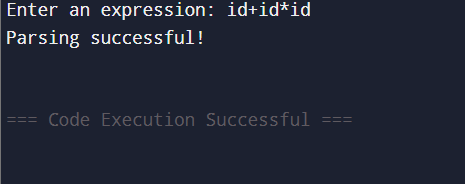 Enter an expression: id+id*id
Parsing successful!
=== Code Execution Successful ===